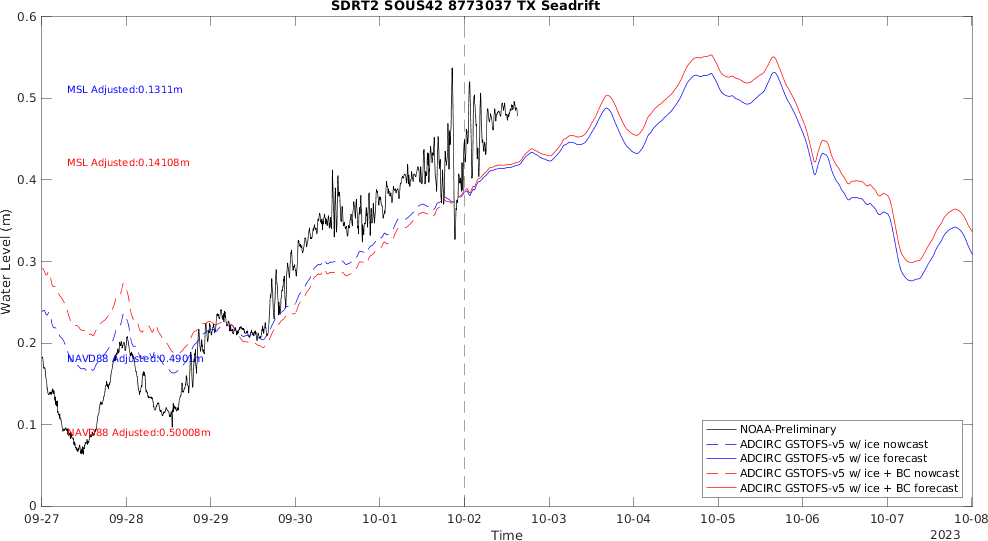 SDRT2 SOUS42 8773037 TX Seadrift
0.6
0.5
0.4
0.3
0.2
0.1
0
Water Level (m)
MSL Adjusted:0.1311m
MSL Adjusted:0.14108m
NAVD88 Adjusted:0.4901m
NAVD88 Adjusted:0.50008m
NOAA-Preliminary
ADCIRC GSTOFS-v5 w/ ice nowcast
ADCIRC GSTOFS-v5 w/ ice forecast
ADCIRC GSTOFS-v5 w/ ice + BC nowcast
ADCIRC GSTOFS-v5 w/ ice + BC forecast
09-27 09-28 09-29 09-30 10-01 10-02 10-03 10-04 10-05 10-06 10-07 10-08
Time
2023